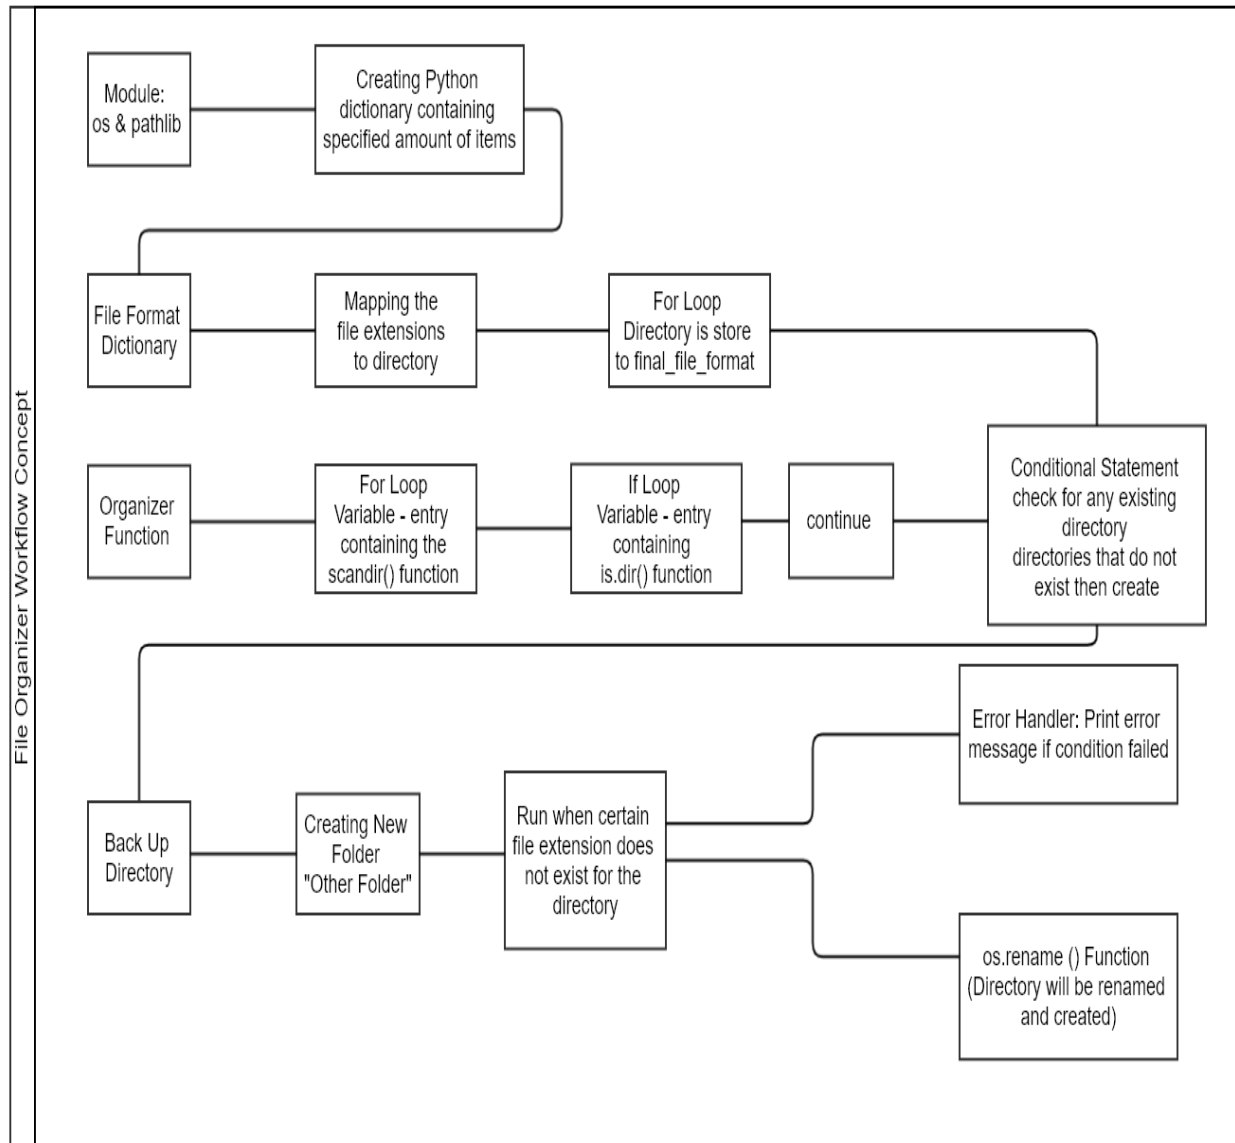 File Organizer Workflow Concept
Module:
os & pathlib
Creating Python
dictionary containing
specified amount of items
File Format
Dictionary
Mapping the
file extensions
to directory
For Loop
Directory is store
to final_file_format
Organizer
Function
For Loop
Variable - entry
containing the
scandir() function
If Loop
Variable - entry
containing
is.dir() function
continue
Conditional Statement
check for any existing
directory
directories that do not
exist then create
Back Up
Directory
Creating New
Folder
"Other Folder"
Run when certain
file extension does
not exist for the
directory
Error Handler: Print error
message if condition failed
os.rename () Function
(Directory will be renamed
and created)